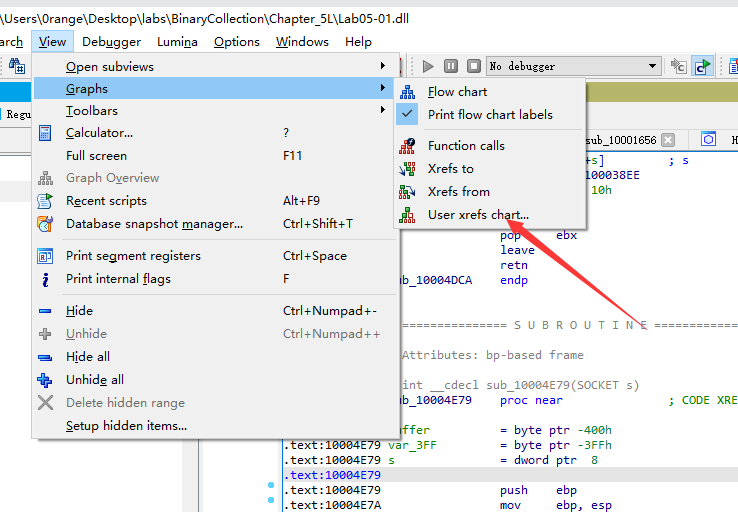 \Users\0range\Desktop\labs\BinaryCollection\Chapter_5L\Lab05-01.dll
arch View Debugger Lumina Options Windows Help
No debugger
Open subviews
Graphs
Toolbars
Calculator... ?
Full screen F11
Graph Overview
Recent scripts Alt+F9
Database snapshot manager... Ctrl+Shift+T
Print segment registers Ctrl+Space
Print internal flags F
Hide Ctrl+Numpad+-
Unhide Ctrl+Numpad++
Hide all
Unhide all
Delete hidden range
Setup hidden items...
Flow chart
Print flow chart labels
Function calls
Xrefs to
Xrefs from
User xrefs chart...
Regu
sub_10001656 H
+s] ; s
100038EE
10h
pop ebx
leave
retn
ub_10004DCA endp
=============== S U B R O U T I N E ===========
Attributes: bp-based frame
int __cdecl sub_10004E79(SOCKET s)
ub_10004E79 proc near ; CODE XRE
uffer = byte ptr -400h
.text:10004E79 var_3FF = byte ptr -3FFh
.text:10004E79 s = dword ptr 8
.text:10004E79
.text:10004E79 push ebp
.text:10004E7A mov ebp, esp